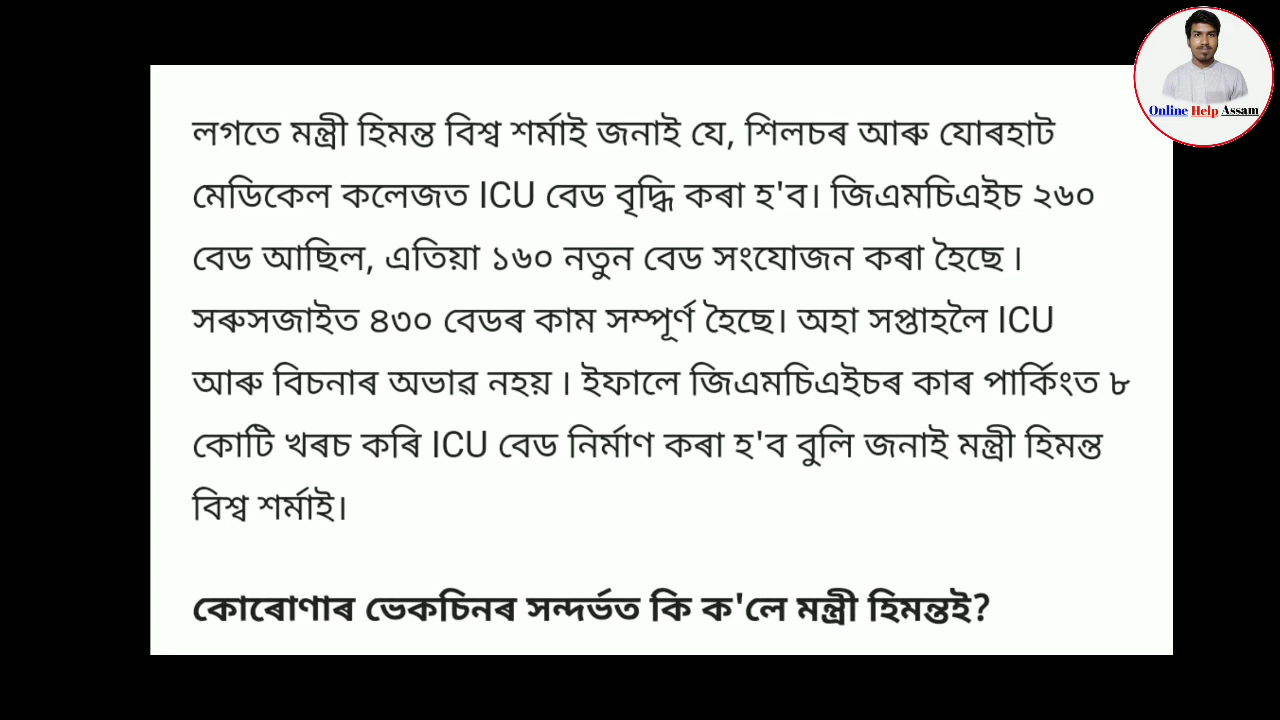 Online Help Assam
লগতে মন্ত্ৰী হিমন্ত বিশ্ব শৰ্মাই জনাই যে, শিলচৰ আৰু যোৰহাট
মেডিকেল কলেজত ICU বেড বৃদ্ধি কৰা হ'ব। জিএমচিএইচ ২৬০
বেড আছিল, এতিয়া ১৬০ নতুন বেড সংযোজন কৰা হৈছে ।
সৰুসজাইত ৪৩০ বেডৰ কাম সম্পূৰ্ণ হৈছে। অহা সপ্তাহলৈ ICU
আৰু বিচনাৰ অভাৱ নহয় । ইফালে জিএমচিএইচৰ কাৰ পাৰ্কিংত ৮
কোটি খৰচ কৰি ICU বেড নিৰ্মাণ কৰা হ'ব বুলি জনাই মন্ত্ৰী হিমন্ত
বিশ্ব শৰ্মাই।
কোৰোণাৰ ভেকচিনৰ সন্দৰ্ভত কি ক'লে মন্ত্ৰী হিমন্তই?